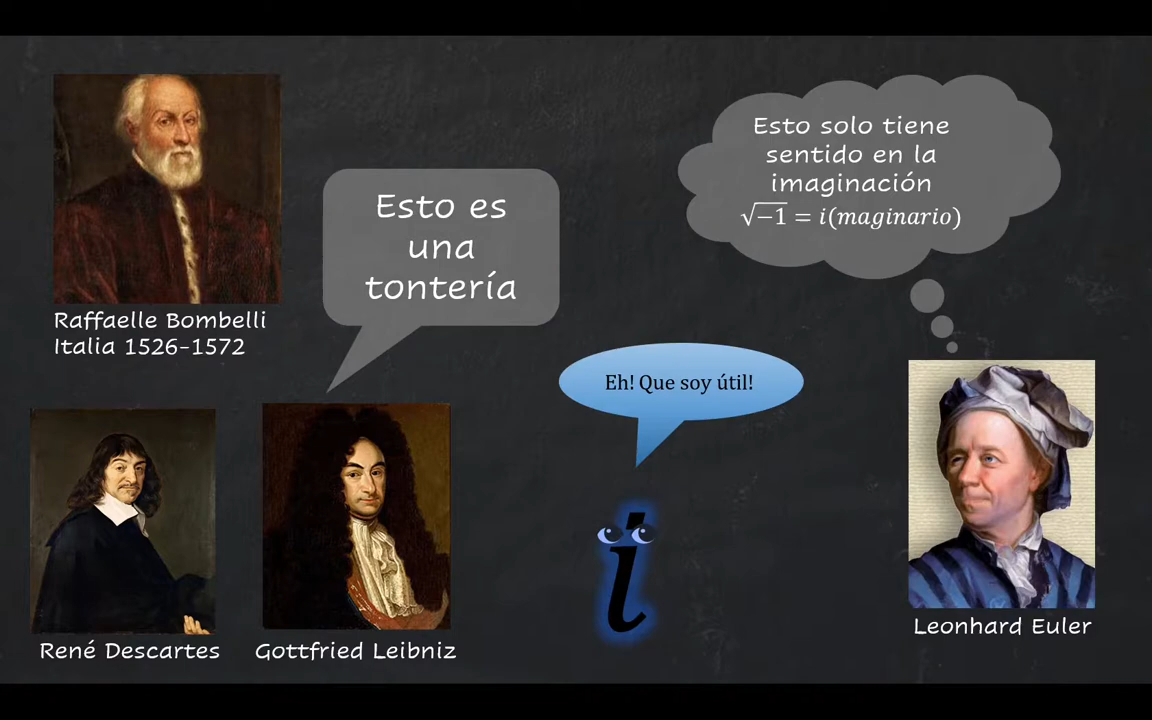 Raffaelle Bombelli
Italia 1526-1572
Esto es
una
tontería
Esto solo tiene
sentido en la
imaginación
√−1 = i(maginario)
Eh! Que soy útil!
i
René Descartes
Gottfried Leibniz
Leonhard Euler